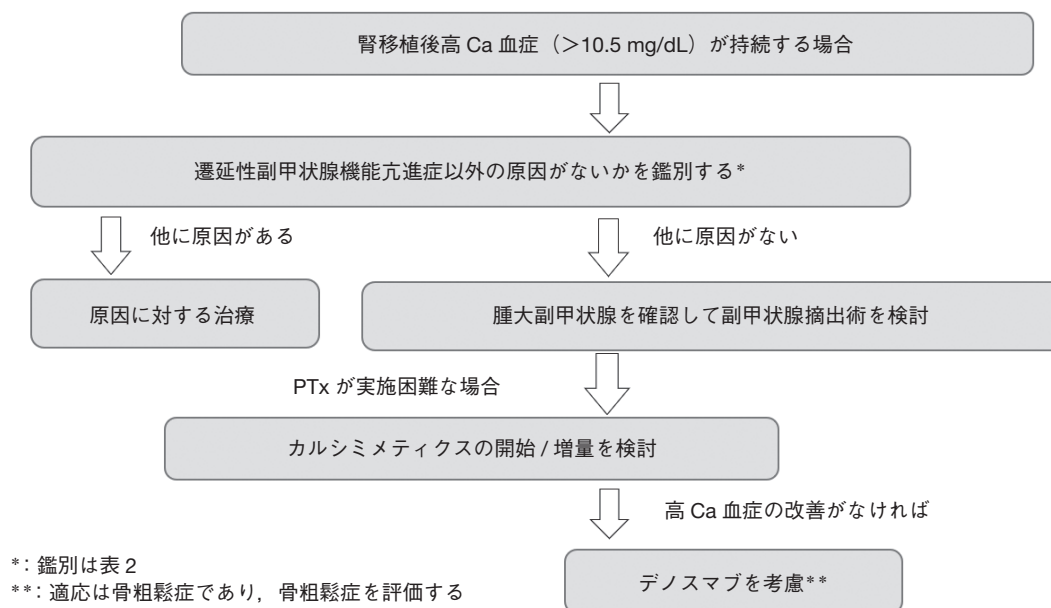 腎移植後高 Ca 血症（＞10.5 mg/dL）が持続する場合
遷延性副甲状腺機能亢進症以外の原因がないかを鑑別する*
他に原因がある
他に原因がない
原因に対する治療
腫大副甲状腺を確認して副甲状腺摘出術を検討
PTx が実施困難な場合
カルシミメティクスの開始 / 増量を検討
高 Ca 血症の改善がなければ
デノスマブを考慮**
*：鑑別は表 2
**：適応は骨粗鬆症であり，骨粗鬆症を評価する